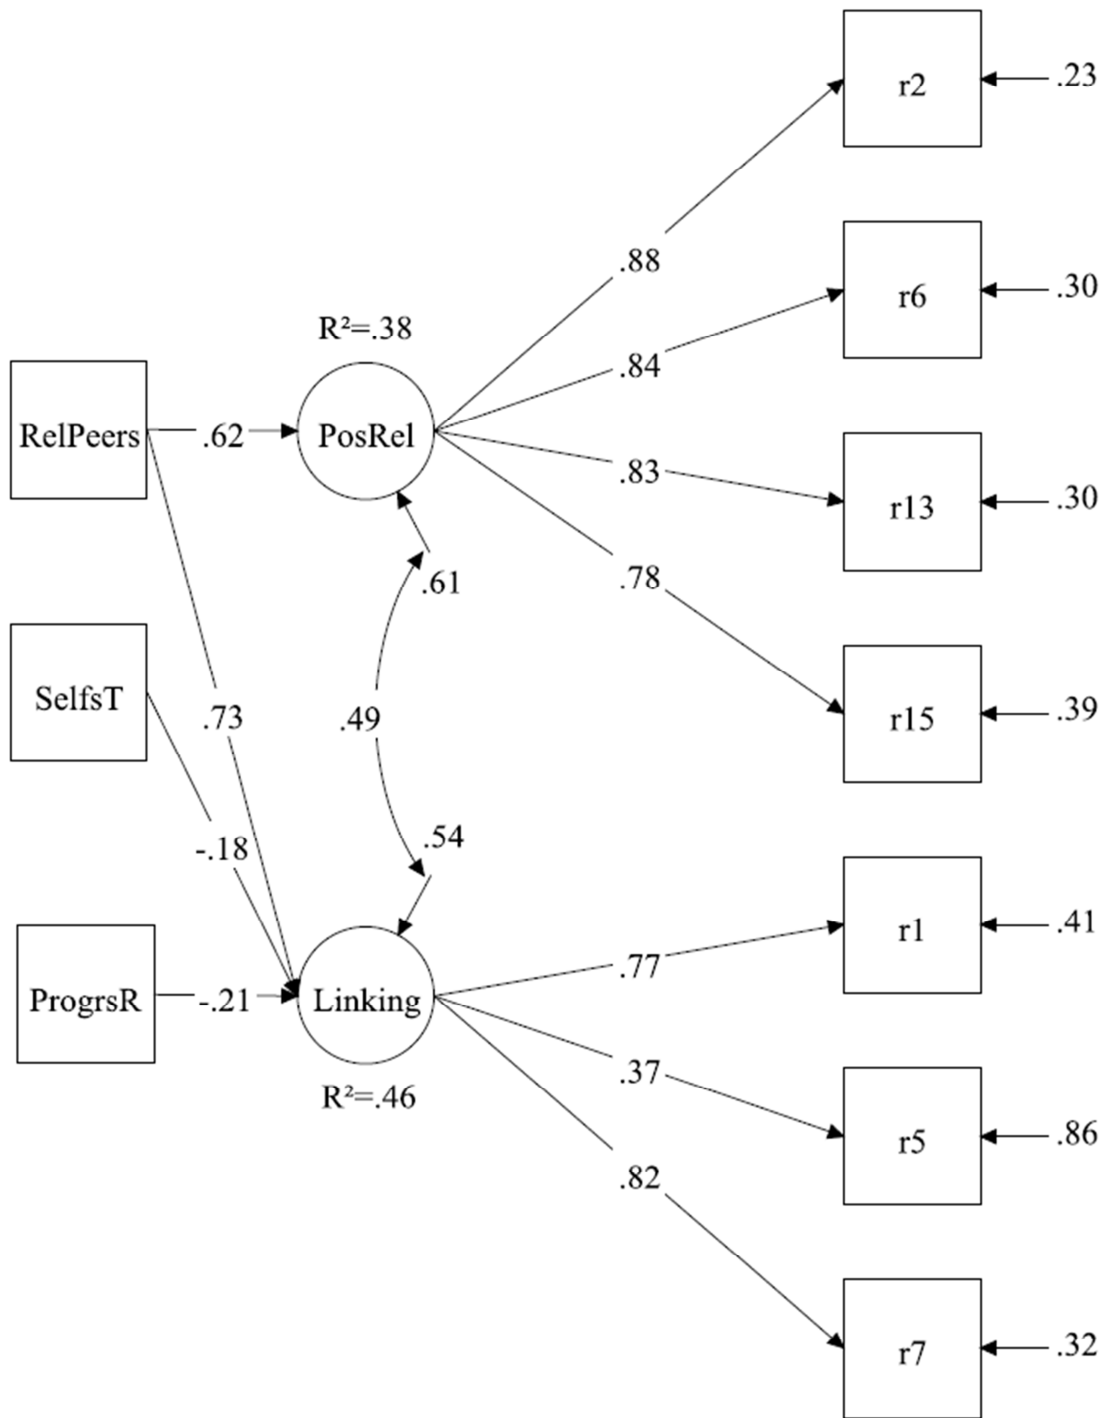 r2
.23
.88
r6
.30
.84
R²=.38
RelPeers
.62
PosRel
.83
r13
.30
.61
.78
SelfsT
.73
.49
r15
.39
-.18
.54
r1
.41
.77
ProgrsR
-.21
Linking
R²=.46
.37
r5
.86
.82
r7
.32